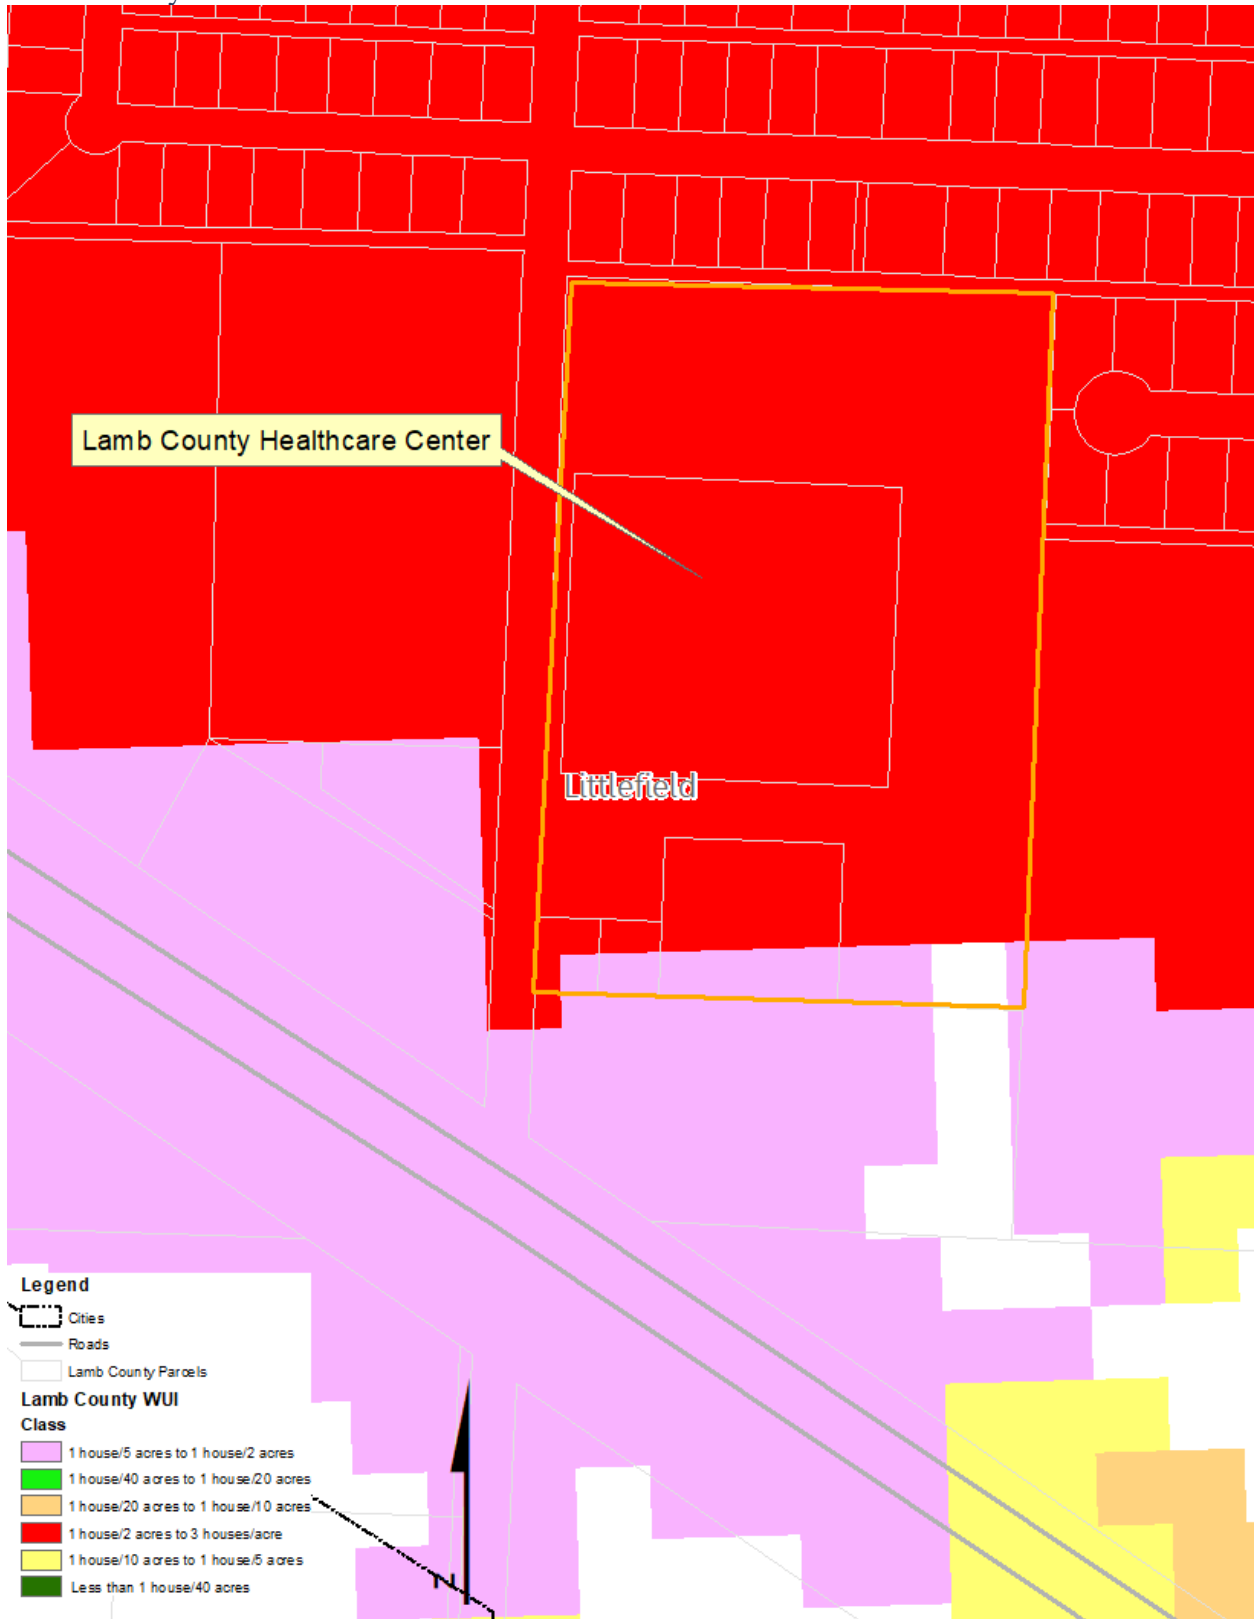 Lamb County Healthcare Center
Littlefield
Legend
Cities
Roads
Lamb County Parcels
Lamb County WUI
Class
1 house/5 acres to 1 house/2 acres
1 house/40 acres to 1 house/20 acres
1 house/20 acres to 1 house/10 acres
1 house/2 acres to 3 houses/acre
1 house/10 acres to 1 house/5 acres
Less than 1 house/40 acres